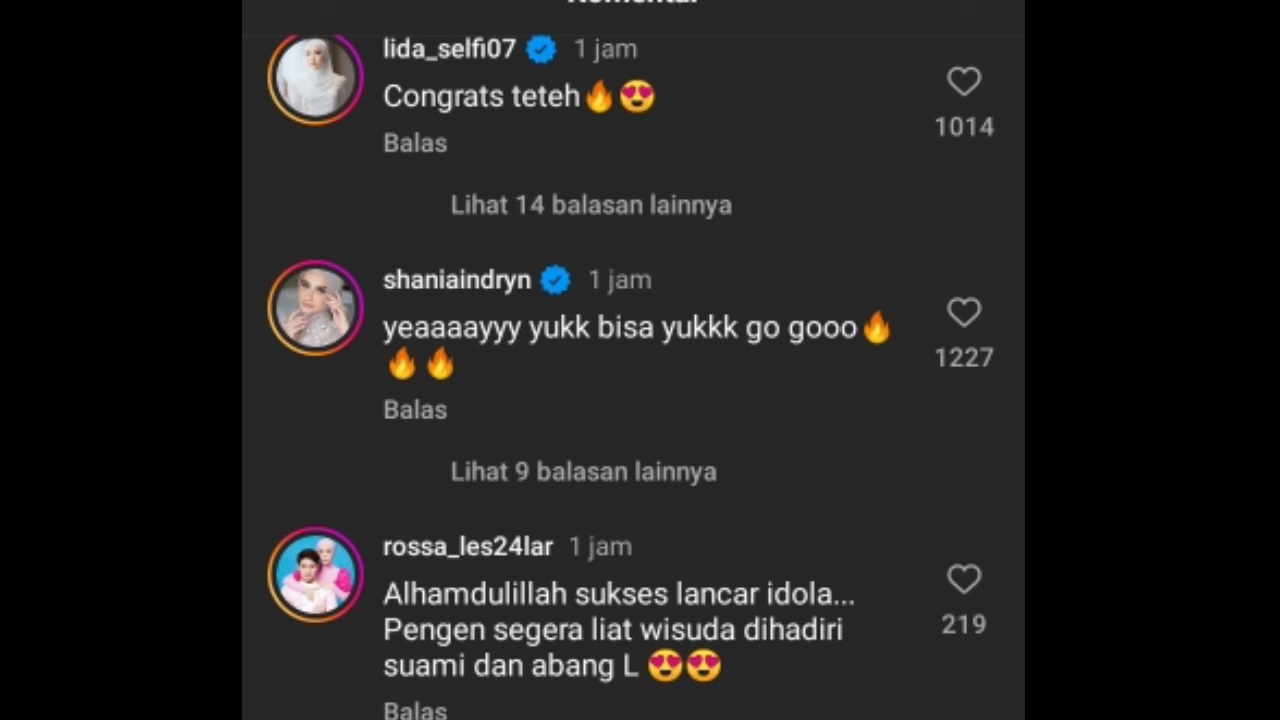 Komentar
lida_selfi07 1 jam
Congrats teteh🔥😍
1014
Balas
Lihat 14 balasan lainnya
shaniaindryn 1 jam
yeaaaayyy yukk bisa yukkk go gooo🔥
🔥🔥
1227
Balas
Lihat 9 balasan lainnya
rossa_les24lar 1 jam
Alhamdulillah sukses lancar idola...
Pengen segera liat wisuda dihadiri
219
suami dan abang L 😍😍
Balas